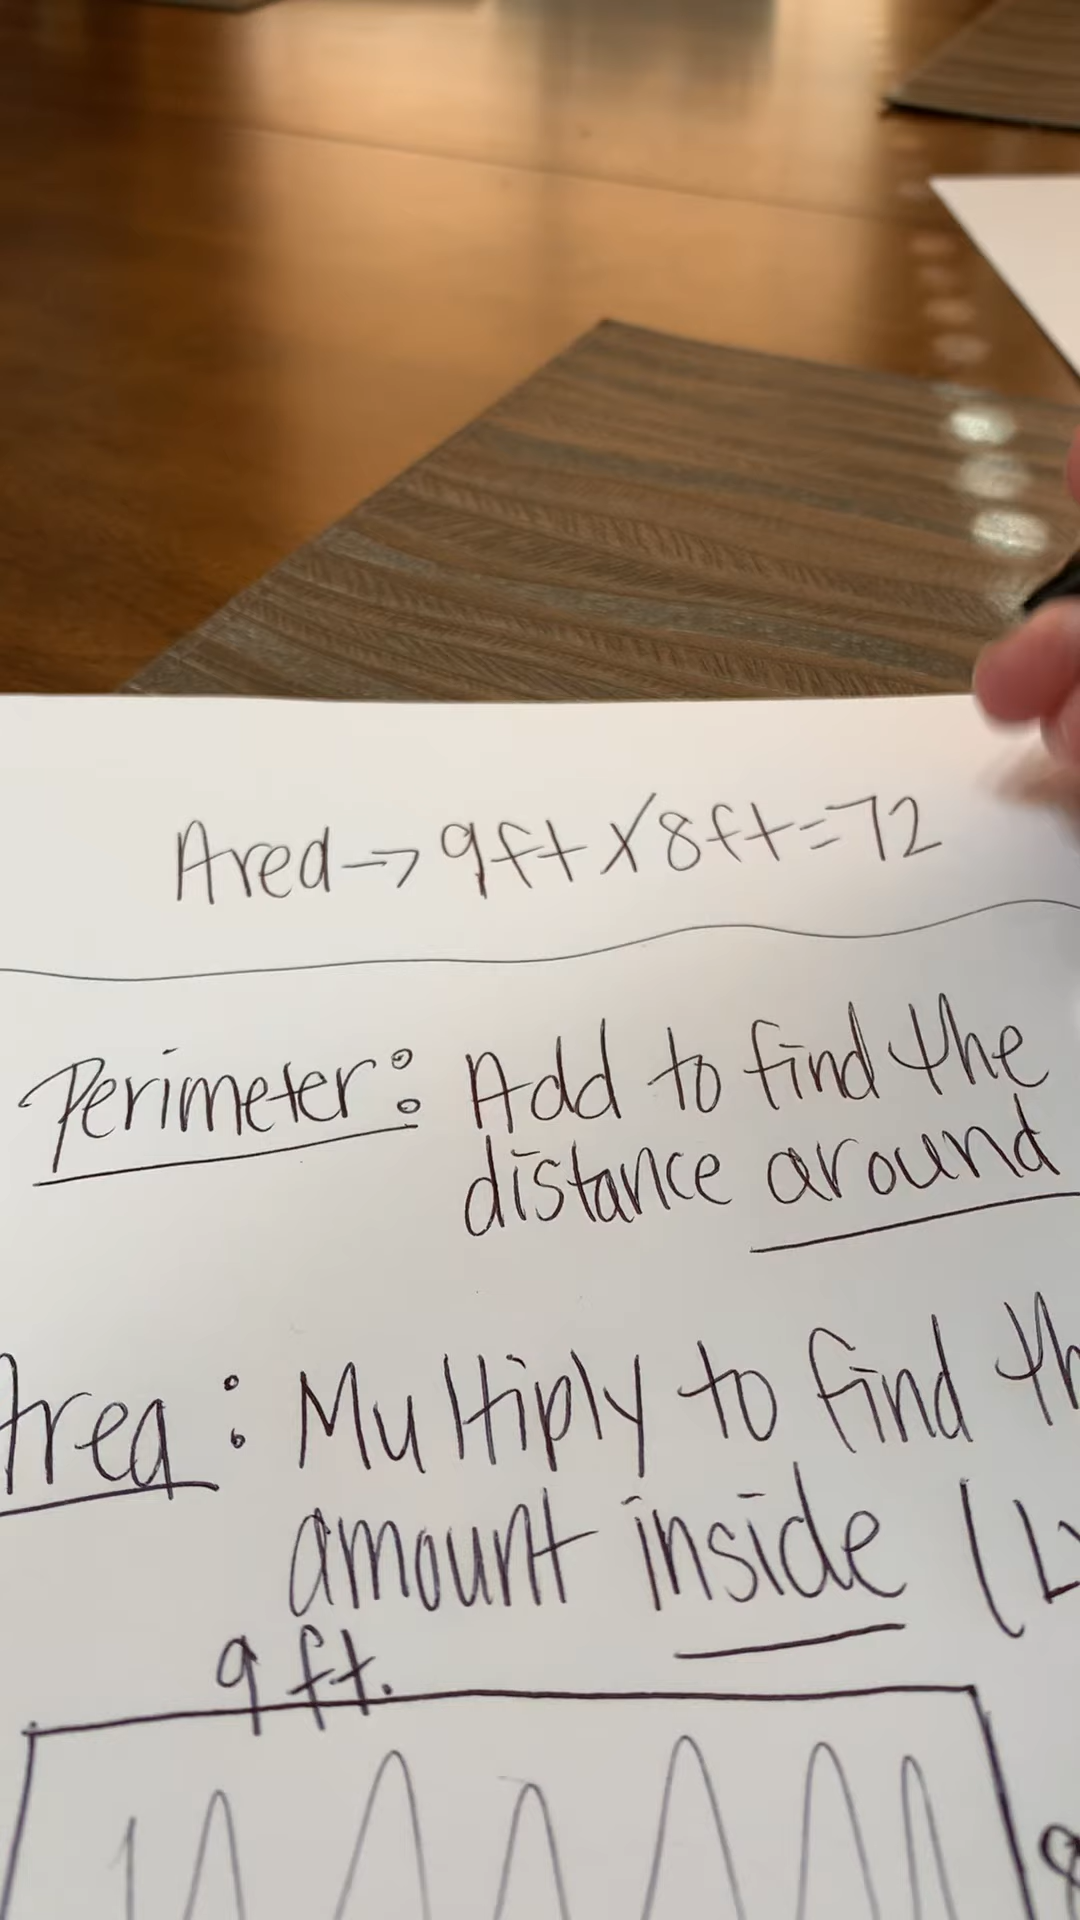 Area → 9ft x 8ft = 72
Perimeter: Add to find the
distance around
Area: Multiply to find
amount inside (L
9 ft.